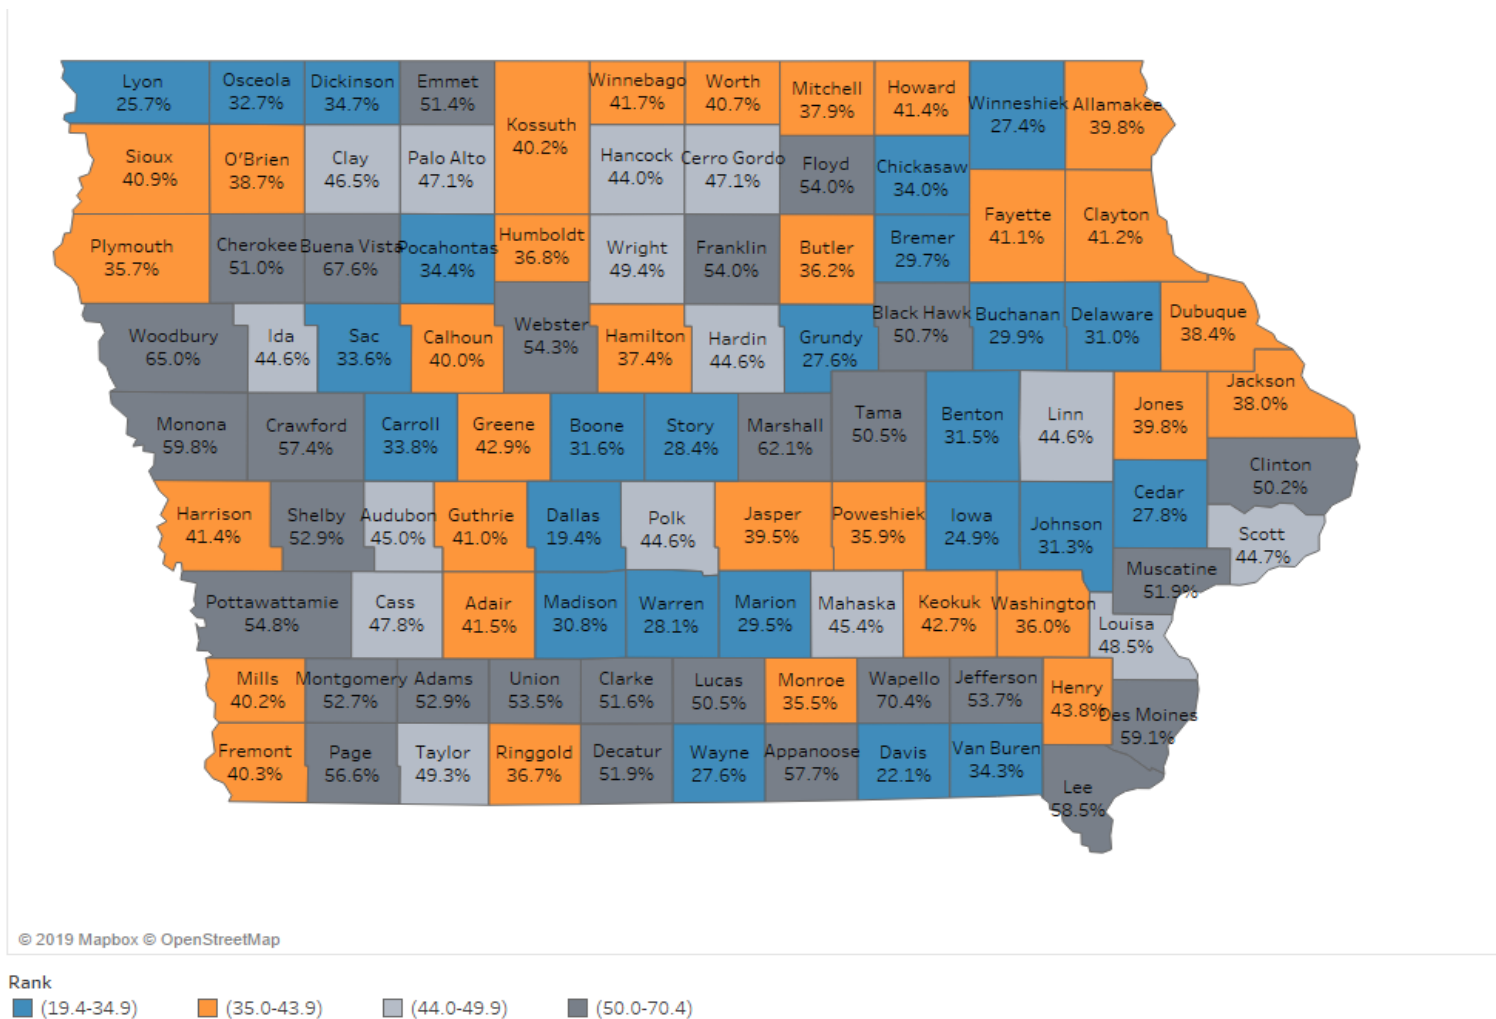 Lyon
25.7%
Osceola
32.7%
Dickinson
34.7%
Emmet
51.4%
Kossuth
40.2%
Winnebago
41.7%
Worth
40.7%
Mitchell
37.9%
Howard
41.4%
Winneshiek
27.4%
Allamakee
39.8%
Sioux
40.9%
O'Brien
38.7%
Clay
46.5%
Palo Alto
47.1%
Hancock
44.0%
Cerro Gordo
47.1%
Floyd
54.0%
Chickasaw
34.0%
Fayette
41.1%
Clayton
41.2%
Plymouth
35.7%
Cherokee
51.0%
Buena Vista
67.6%
Pocahontas
34.4%
Humboldt
36.8%
Wright
49.4%
Franklin
54.0%
Butler
36.2%
Bremer
29.7%
Woodbury
65.0%
Ida
44.6%
Sac
33.6%
Calhoun
40.0%
Webster
54.3%
Hamilton
37.4%
Hardin
44.6%
Grundy
27.6%
Black Hawk
50.7%
Buchanan
29.9%
Delaware
31.0%
Dubuque
38.4%
Jackson
38.0%
Monona
59.8%
Crawford
57.4%
Carroll
33.8%
Greene
42.9%
Boone
31.6%
Story
28.4%
Marshall
62.1%
Tama
50.5%
Benton
31.5%
Linn
44.6%
Jones
39.8%
Clinton
50.2%
Harrison
41.4%
Shelby
52.9%
Audubon
45.0%
Guthrie
41.0%
Dallas
19.4%
Polk
44.6%
Jasper
39.5%
Poweshiek
35.9%
Iowa
24.9%
Johnson
31.3%
Cedar
27.8%
Scott
44.7%
Muscatine
51.9%
Pottawattamie
54.8%
Cass
47.8%
Adair
41.5%
Madison
30.8%
Warren
28.1%
Marion
29.5%
Mahaska
45.4%
Keokuk
42.7%
Washington
36.0%
Louisa
48.5%
Mills
40.2%
Montgomery
52.7%
Adams
52.9%
Union
53.5%
Clarke
51.6%
Lucas
50.5%
Monroe
35.5%
Wapello
70.4%
Jefferson
53.7%
Henry
43.8%
Des Moines
59.1%
Fremont
40.3%
Page
56.6%
Taylor
49.3%
Ringgold
36.7%
Decatur
51.9%
Wayne
27.6%
Appanoose
57.7%
Davis
22.1%
Van Buren
34.3%
Lee
58.5%
© 2019 Mapbox © OpenStreetMap
Rank
(19.4-34.9)
(35.0-43.9)
(44.0-49.9)
(50.0-70.4)